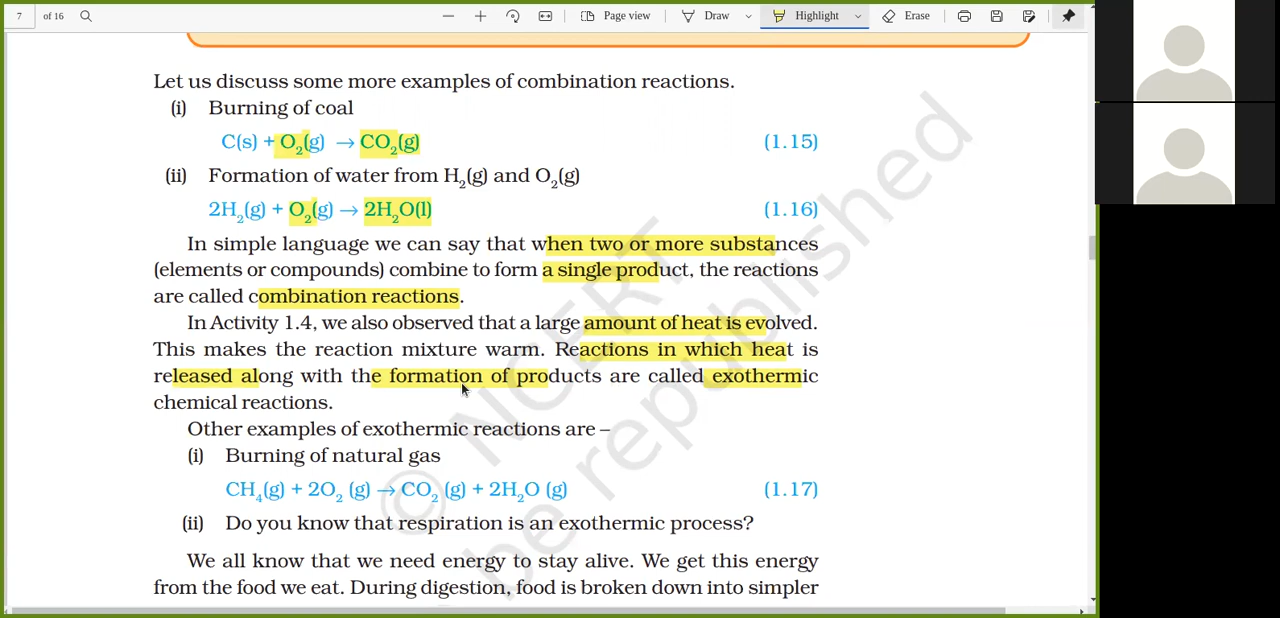 7 of 16 Page view Draw Highlight Erase
Let us discuss some more examples of combination reactions.
(i) Burning of coal
C(s) + O₂(g) → CO₂(g) (1.15)
(ii) Formation of water from H₂(g) and O₂(g)
2H₂(g) + O₂(g) → 2H₂O(l) (1.16)
In simple language we can say that when two or more substances
(elements or compounds) combine to form a single product, the reactions
are called combination reactions.
In Activity 1.4, we also observed that a large amount of heat is evolved.
This makes the reaction mixture warm. Reactions in which heat is
released along with the formation of products are called exothermic
chemical reactions.
Other examples of exothermic reactions are –
(i) Burning of natural gas
CH₄(g) + 2O₂ (g) → CO₂ (g) + 2H₂O (g) (1.17)
(ii) Do you know that respiration is an exothermic process?
We all know that we need energy to stay alive. We get this energy
from the food we eat. During digestion, food is broken down into simpler
© NCERT
be republished